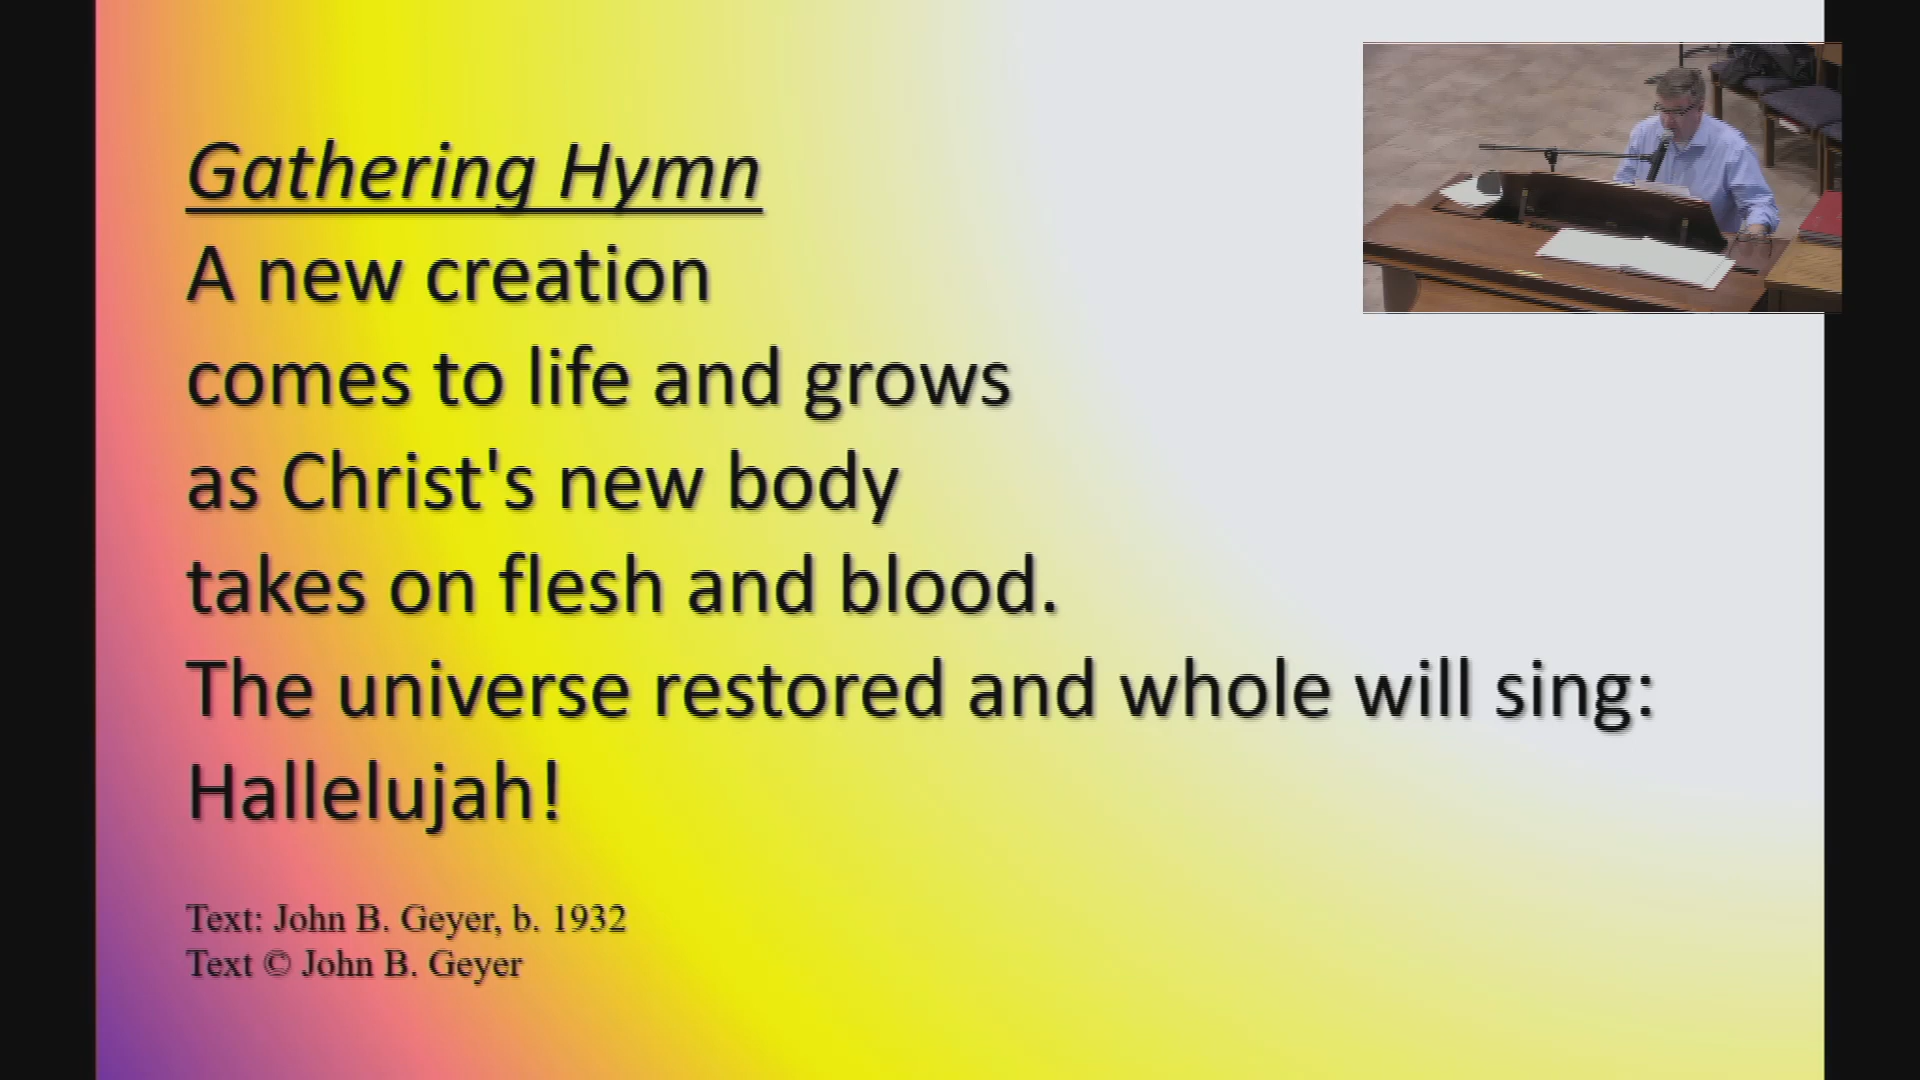 Gathering Hymn
A new creation
comes to life and grows
as Christ's new body
takes on flesh and blood.
The universe restored and whole will sing:
Hallelujah!
Text: John B. Geyer, b. 1932
Text © John B. Geyer